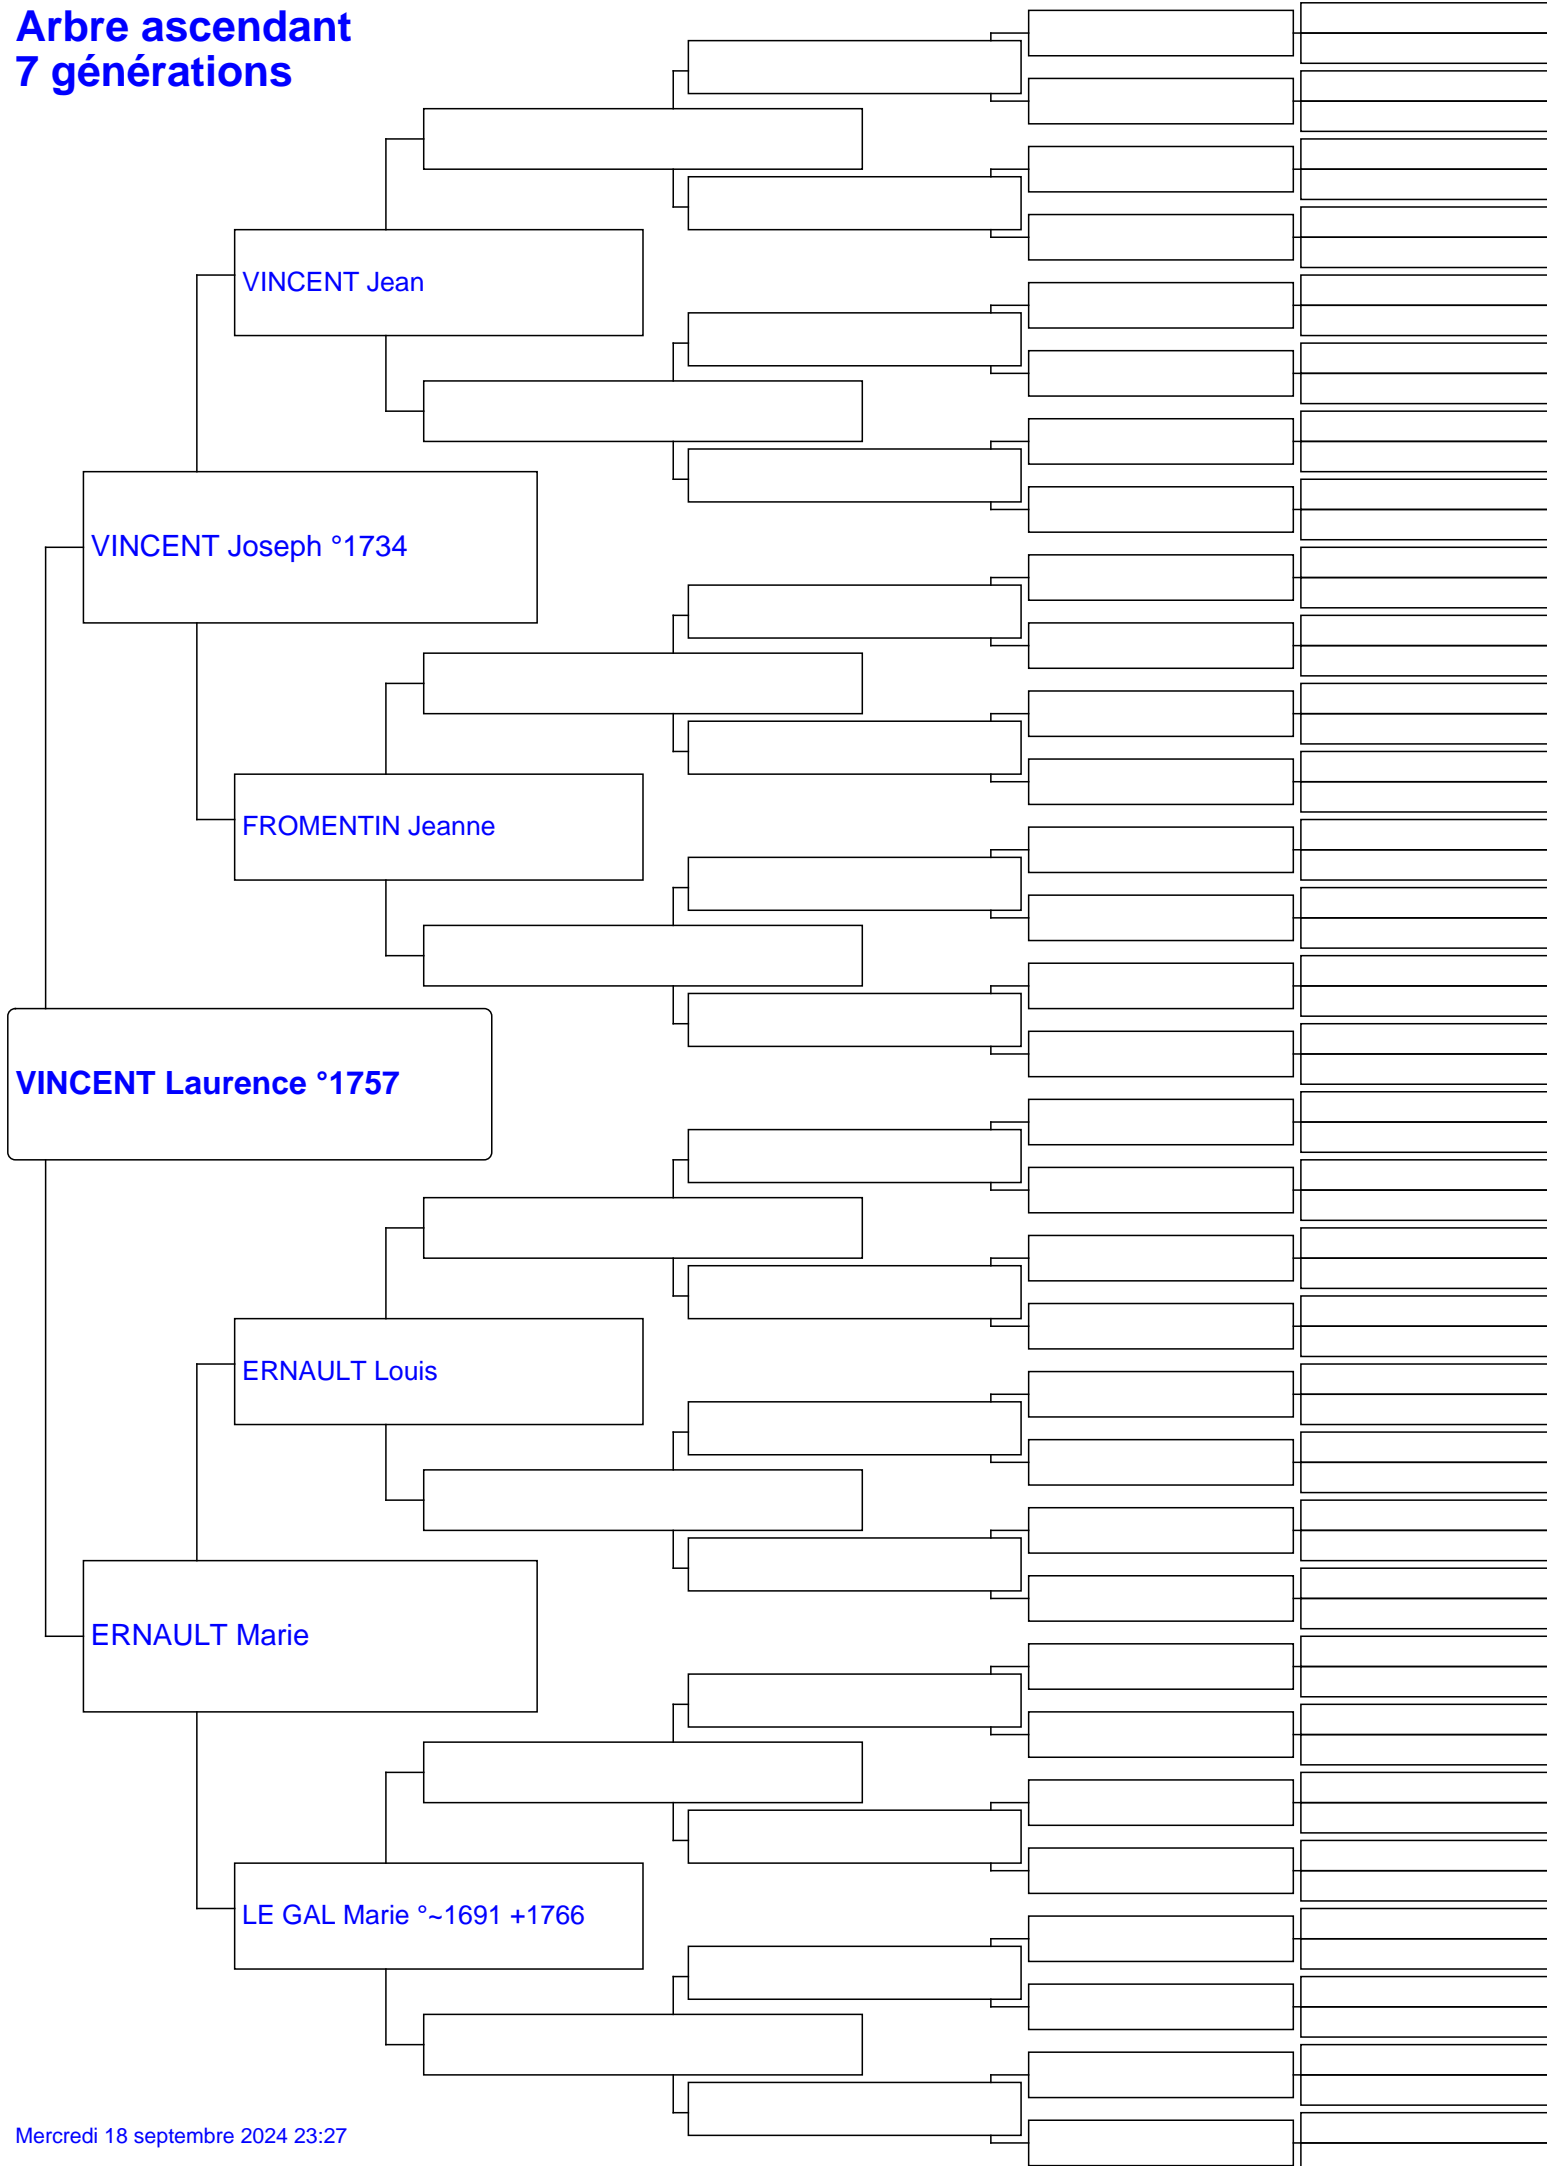 Arbre ascendant
7 générations
VINCENT Jean
VINCENT Joseph °1734
FROMENTIN Jeanne
VINCENT Laurence °1757
ERNAULT Louis
ERNAULT Marie
LE GAL Marie °~1691 +1766
Mercredi 18 septembre 2024 23:27